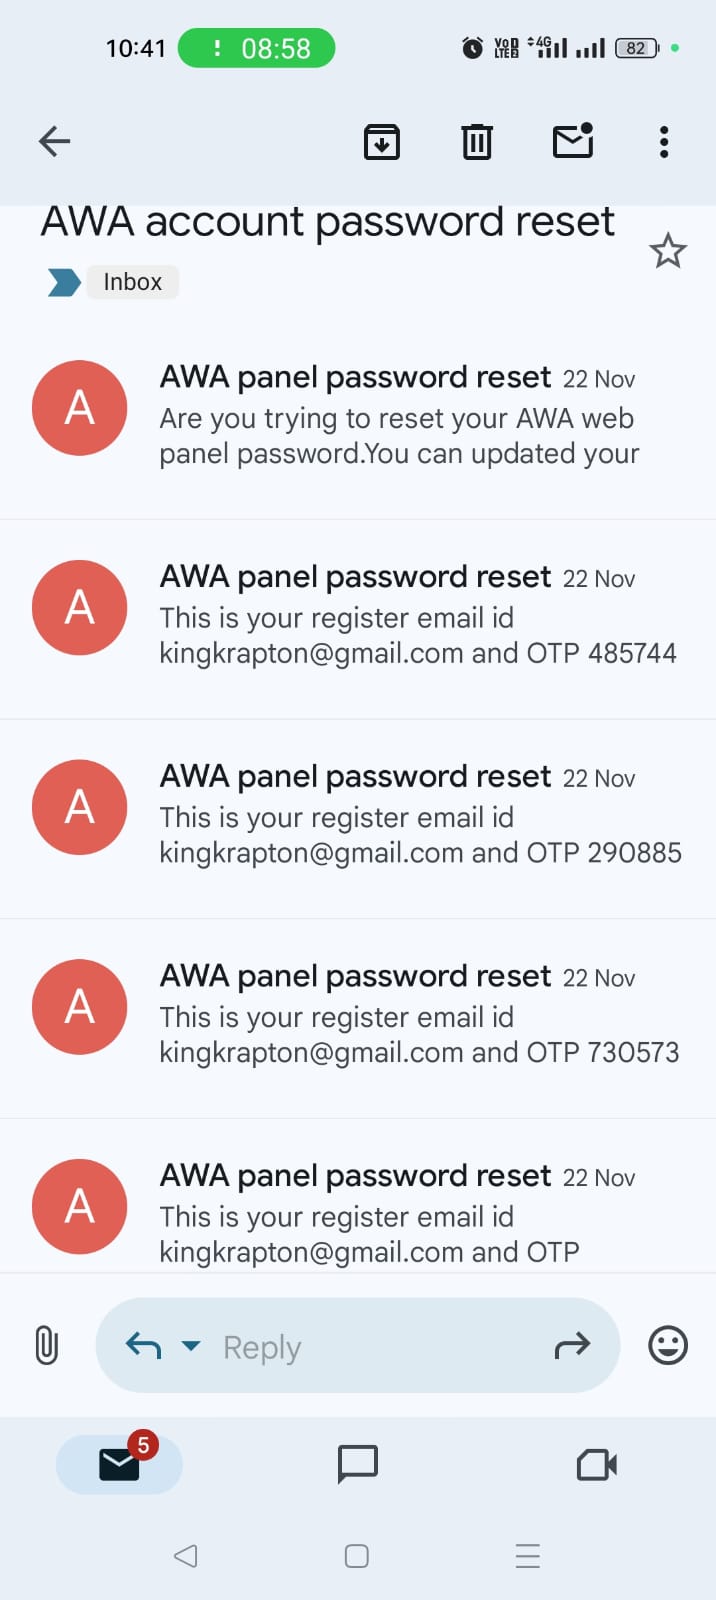 10:41 ! 08:58 VoD LTE2 4G 82
AWA account password reset
Inbox
A
AWA panel password reset 22 Nov
Are you trying to reset your AWA web
panel password.You can updated your
A
AWA panel password reset 22 Nov
This is your register email id
kingkrapton@gmail.com and OTP 485744
A
AWA panel password reset 22 Nov
This is your register email id
kingkrapton@gmail.com and OTP 290885
A
AWA panel password reset 22 Nov
This is your register email id
kingkrapton@gmail.com and OTP 730573
A
AWA panel password reset 22 Nov
This is your register email id
kingkrapton@gmail.com and OTP
Reply
5